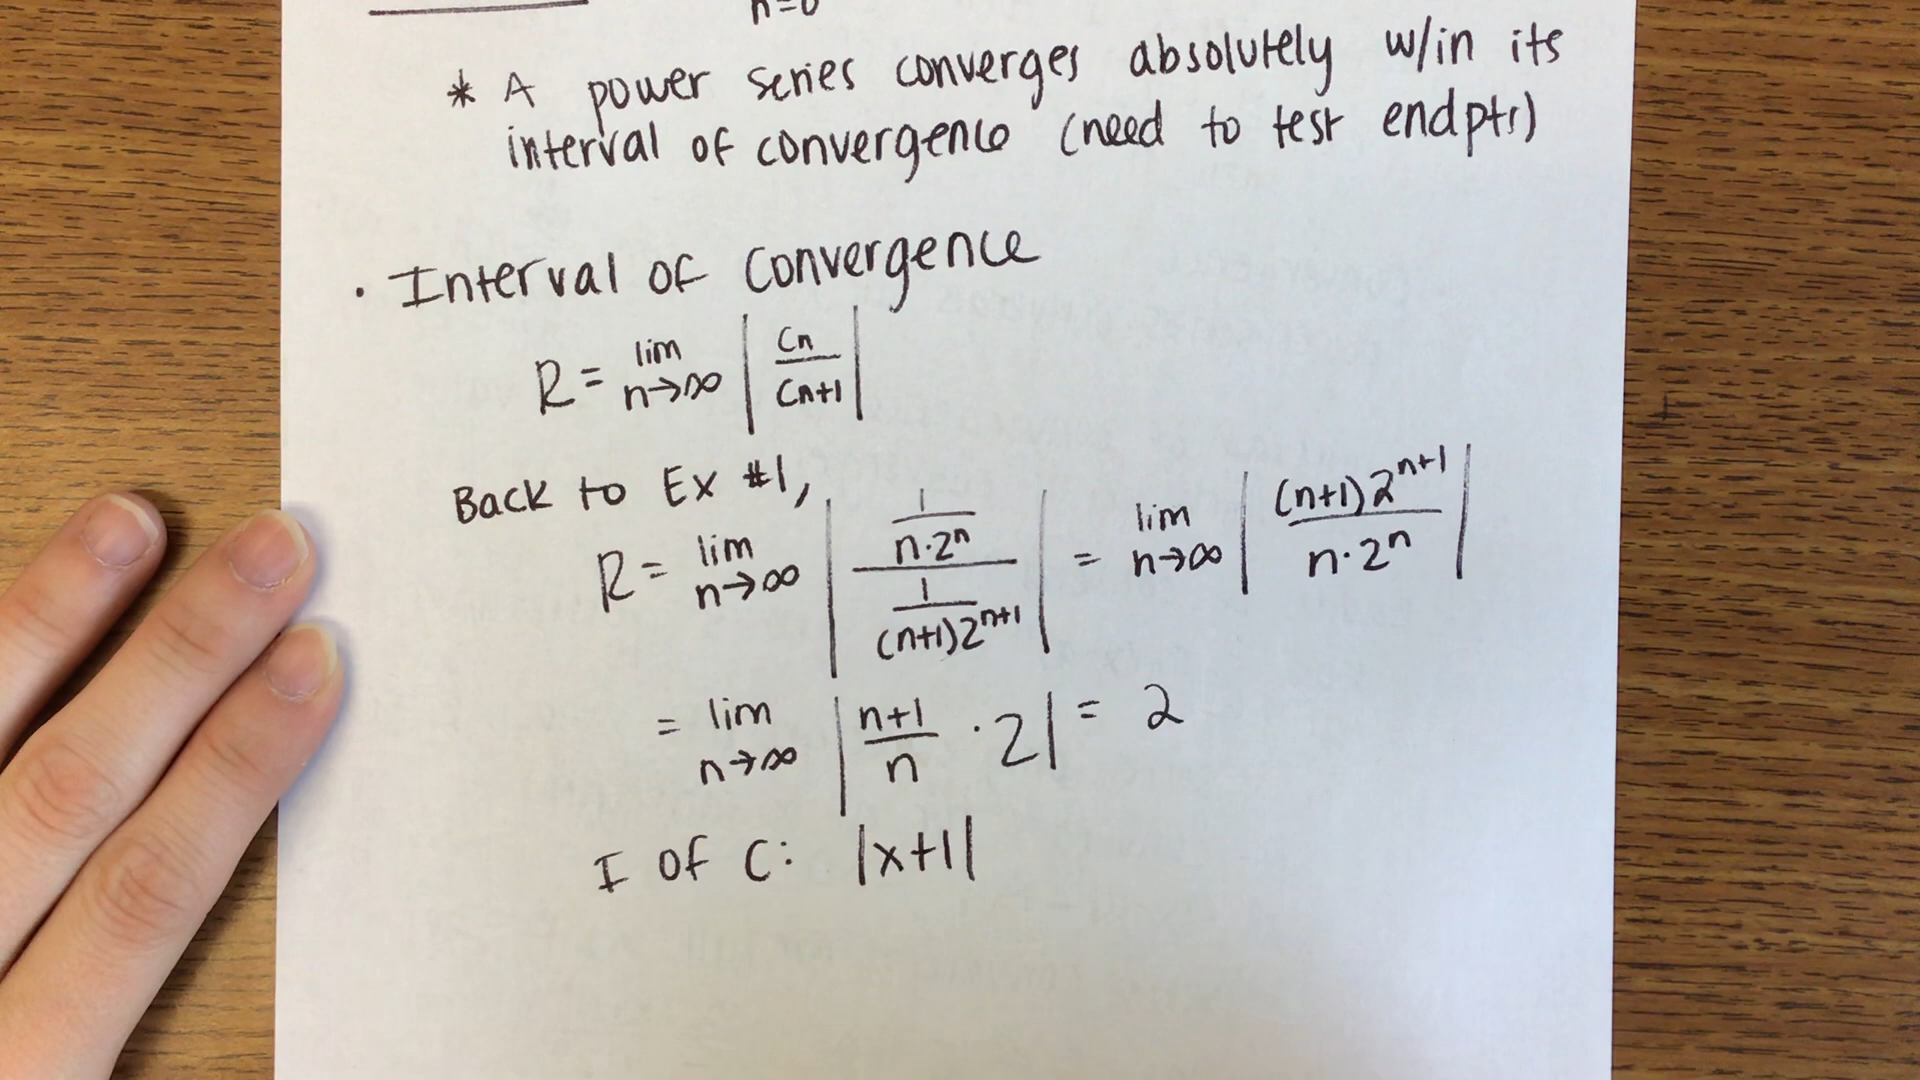 n=0
* A power series converges absolutely w/in its
interval of convergence (need to test endpts)
· Interval of Convergence
R = lim n→∞ | Cn / Cn+1 |
Back to Ex #1,
R = lim n→∞ | (1 / n·2^n) / (1 / (n+1)2^n+1) | = lim n→∞ | (n+1)2^n+1 / n·2^n |
= lim n→∞ | n+1 / n · 2 | = 2
I of C: |x+1|